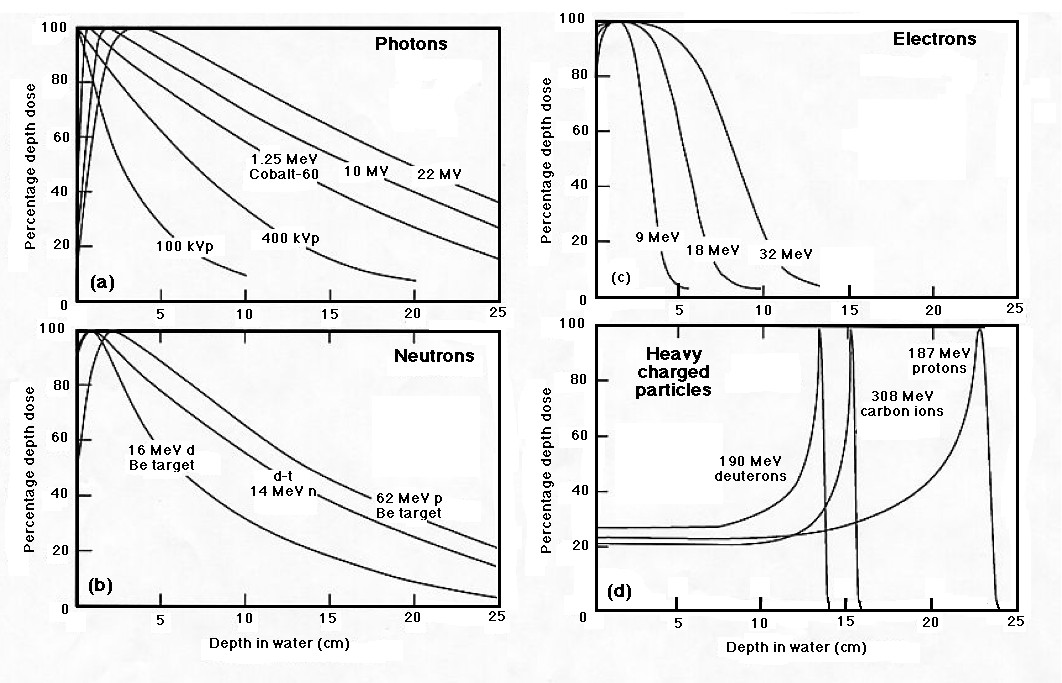 Photons
Percentage depth dose
100
80
60
40
20
0
1.25 MeV
Cobalt-60
10 MV
22 MV
400 kVp
100 kVp
(a)
5
10
15
20
25
Electrons
Percentage depth dose
100
80
60
40
20
0
9 MeV
18 MeV
32 MeV
(c)
5
10
15
20
25
Neutrons
Percentage depth dose
100
80
60
40
20
0
16 MeV d
Be target
d-t
14 MeV n
62 MeV p
Be target
(b)
5
10
15
20
25
Depth in water (cm)
Heavy
charged
particles
Percentage depth dose
100
80
60
40
20
0
187 MeV
protons
308 MeV
carbon ions
190 MeV
deuterons
(d)
5
10
15
20
25
Depth in water (cm)